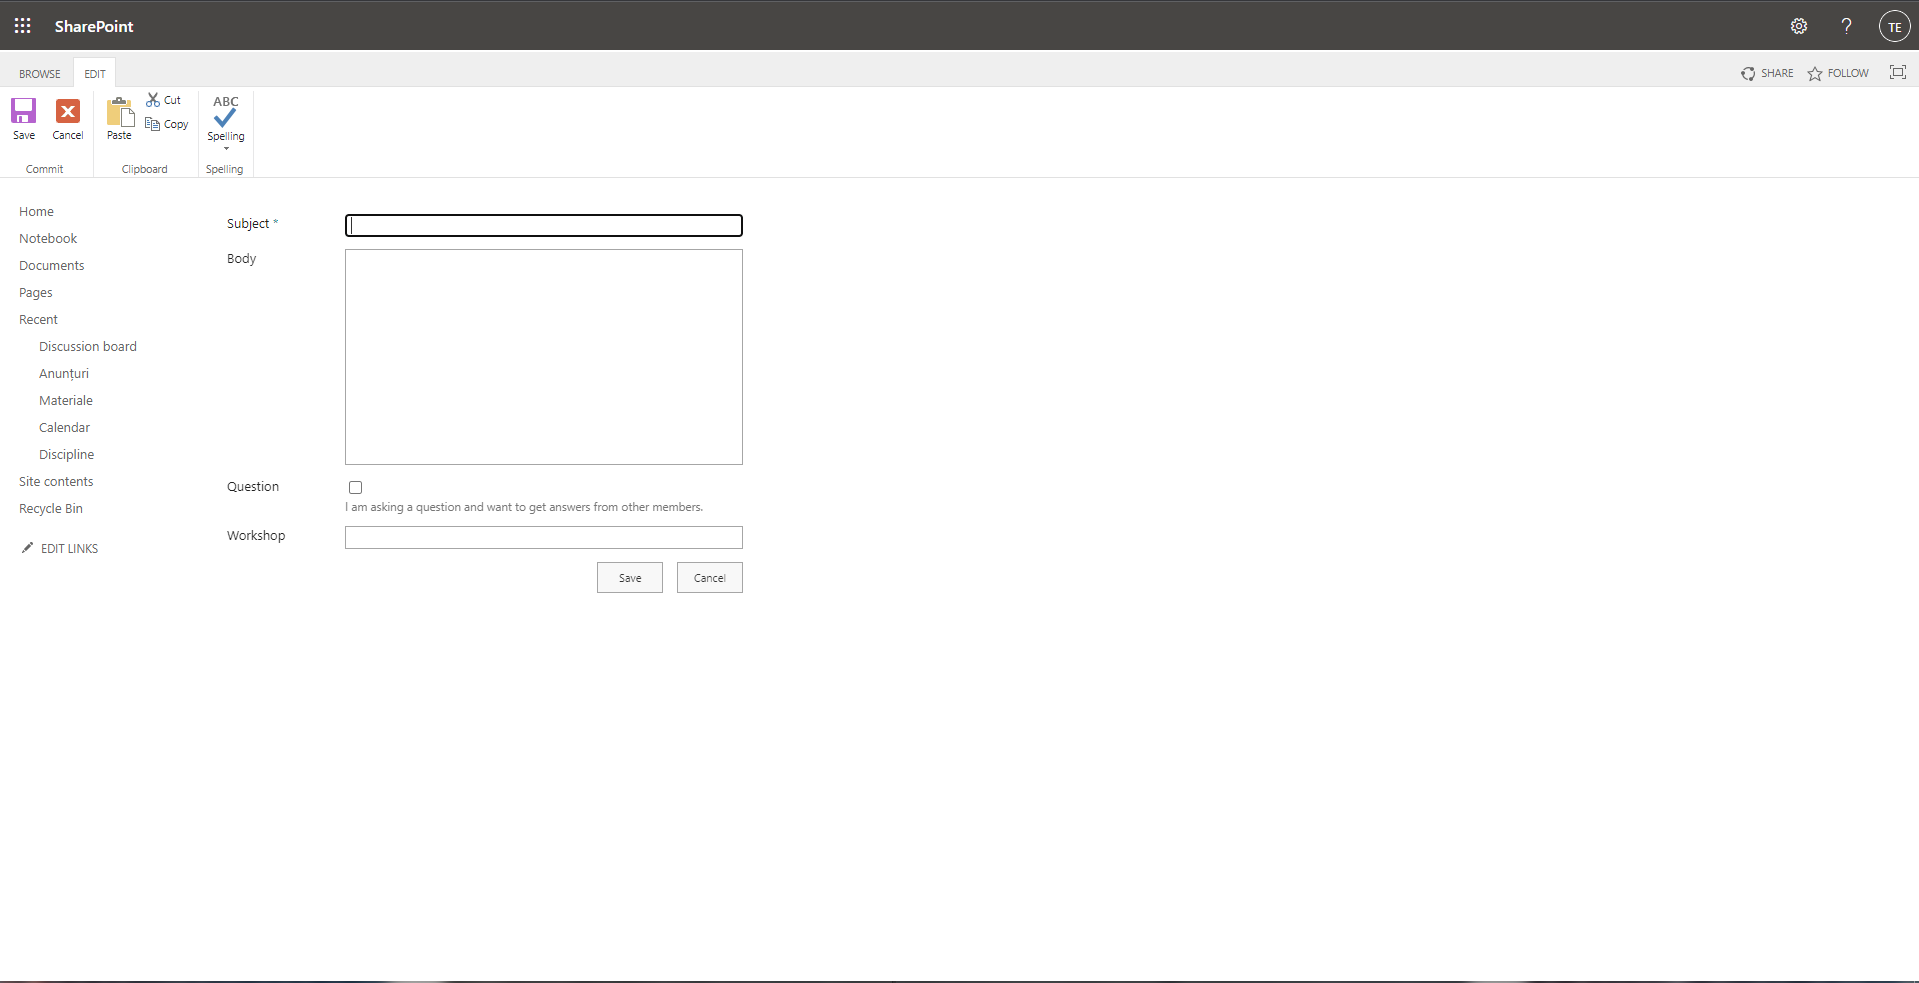 SharePoint
? TE
BROWSE EDIT SHARE FOLLOW
Save Cancel Paste Cut Copy ABC Spelling
Commit Clipboard Spelling
Home
Notebook
Documents
Pages
Recent
Discussion board
Anunțuri
Materiale
Calendar
Discipline
Site contents
Recycle Bin
EDIT LINKS
Subject *
Body
Question
I am asking a question and want to get answers from other members.
Workshop
Save Cancel